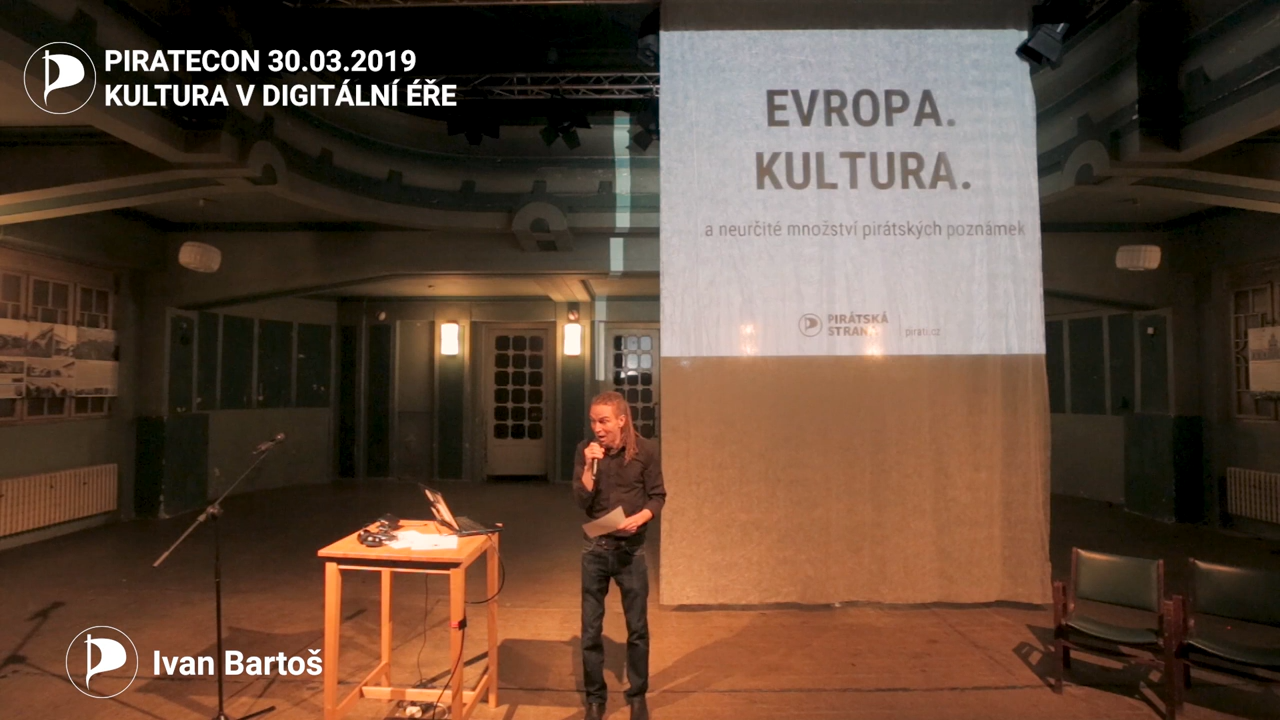 PIRATECON 30.03.2019
KULTURA V DIGITÁLNÍ ÉŘE
EVROPA.
KULTURA.
a neurčité množství pirátských poznámek
PIRÁTSKÁ
STRANA
pirati.cz
Ivan Bartoš